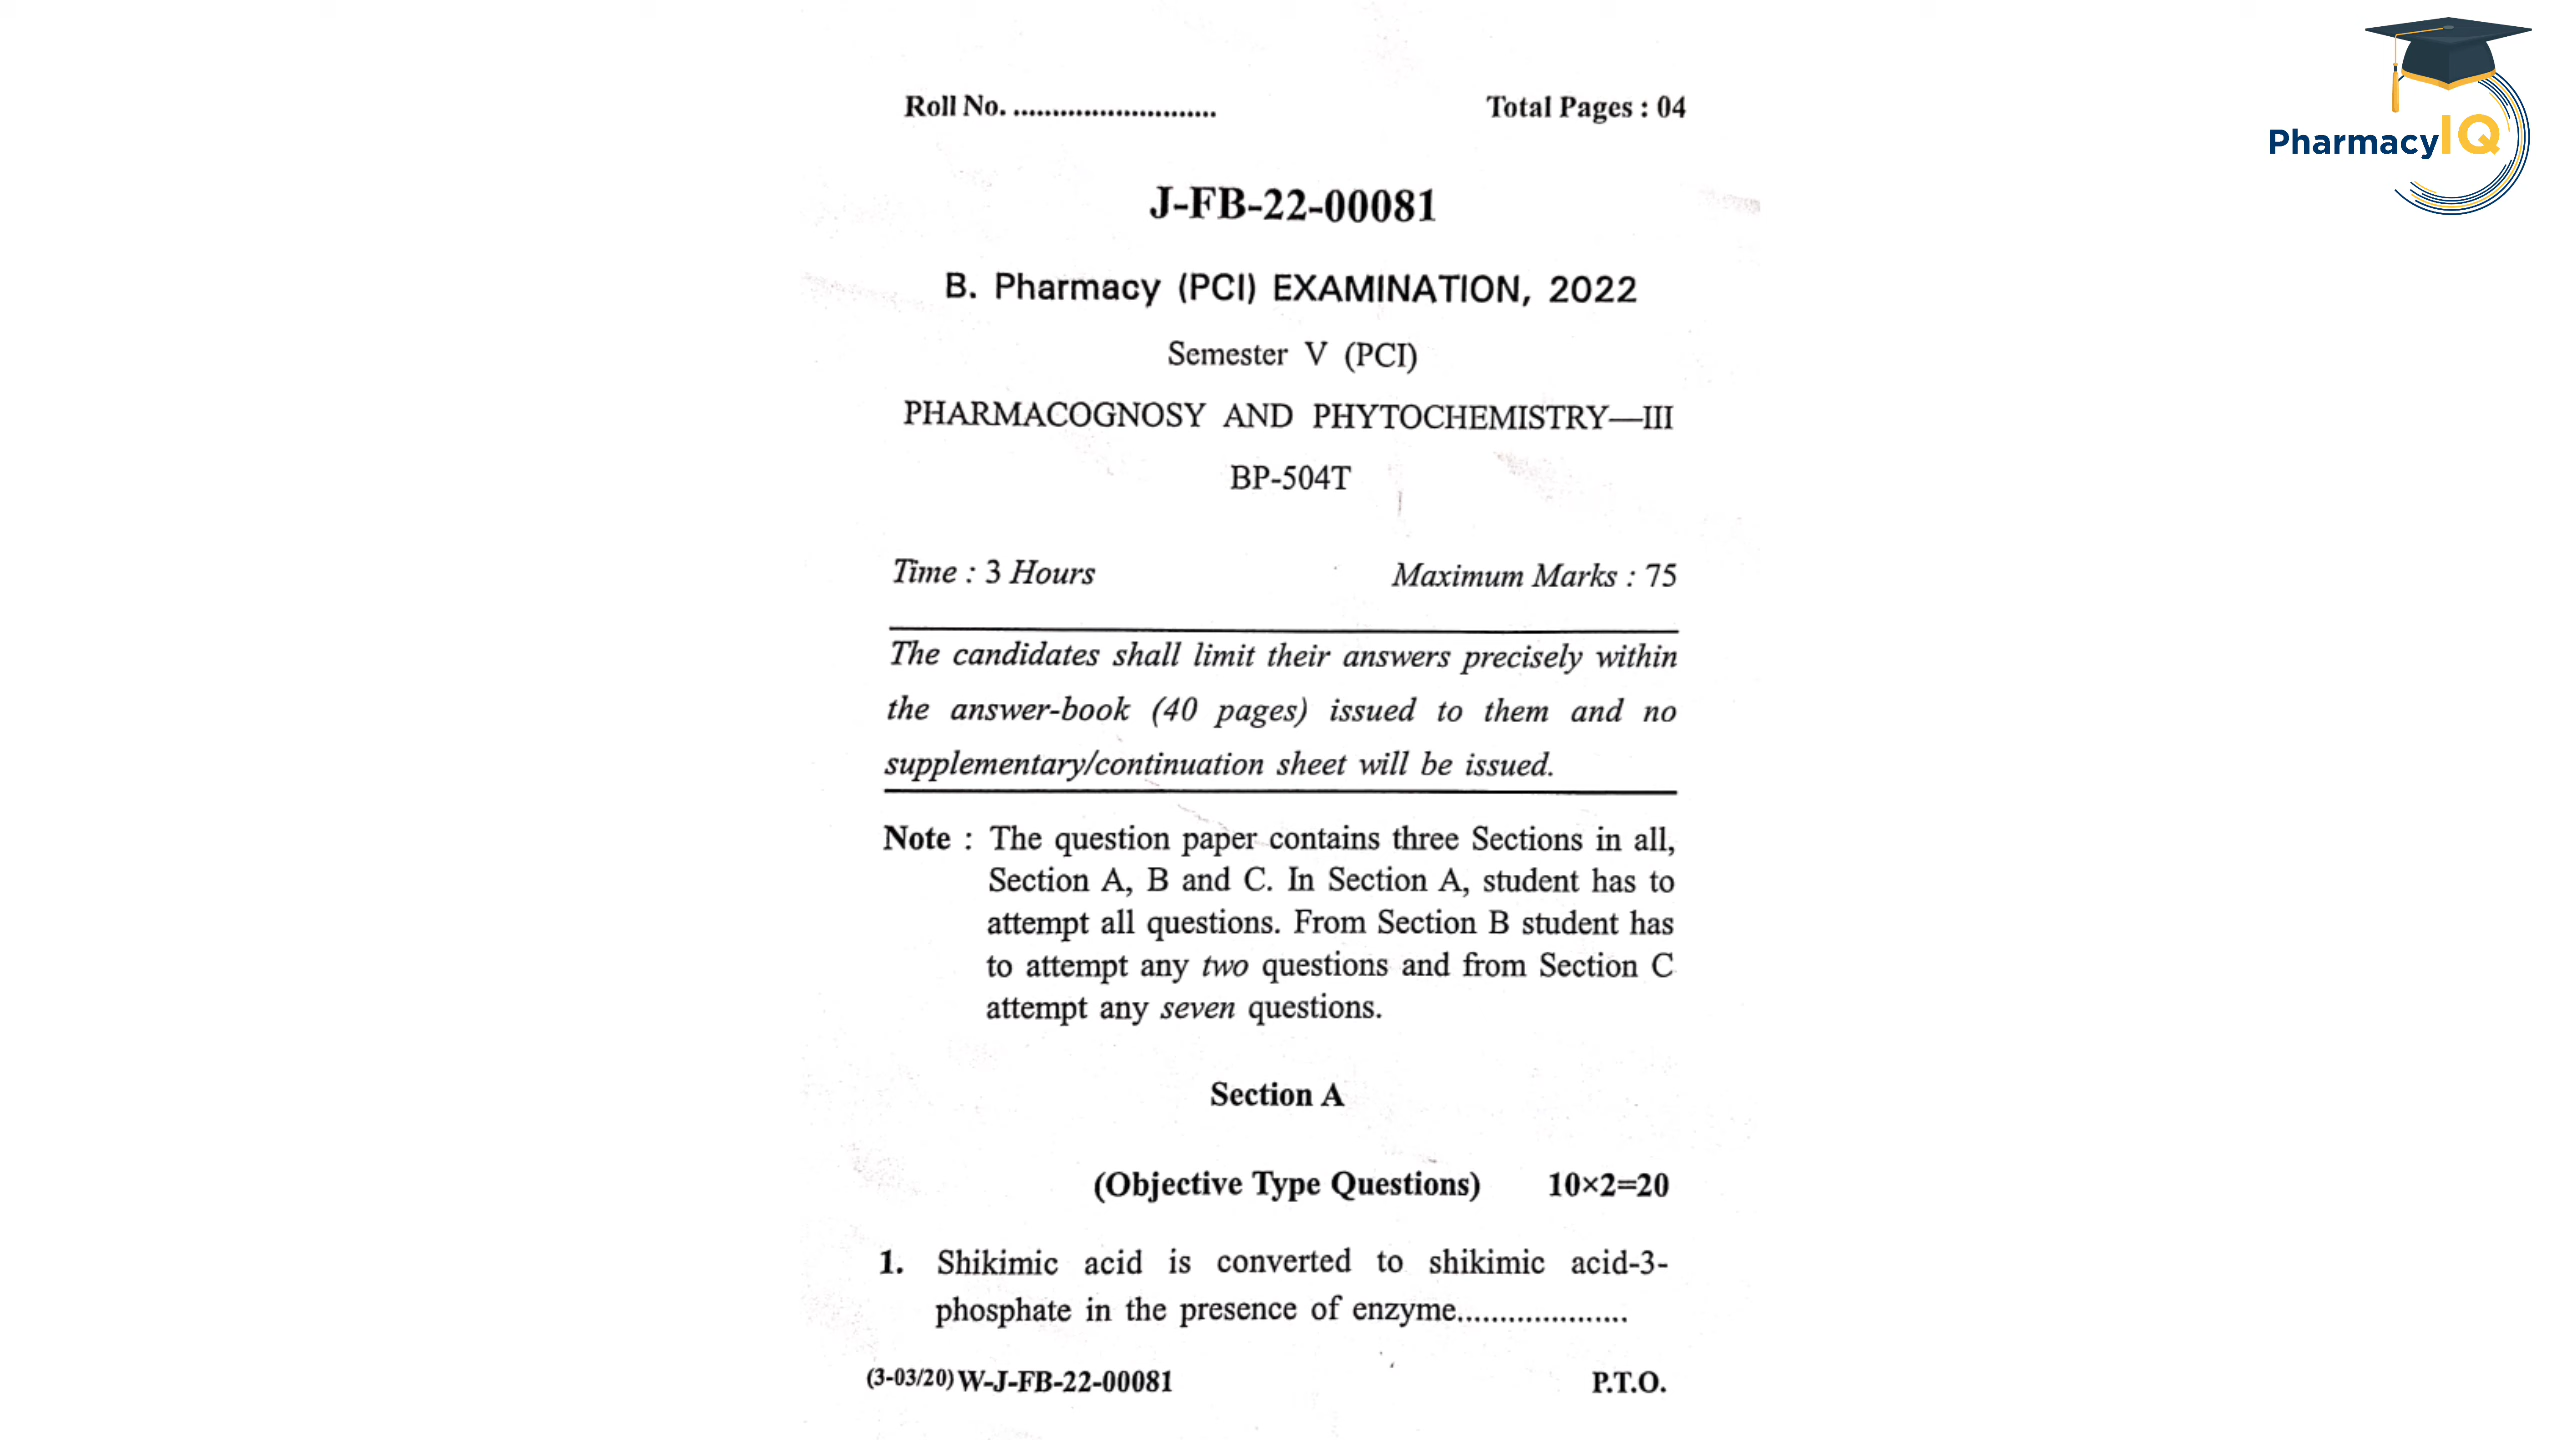 PharmacyIQ
Roll No. ..........................
Total Pages : 04
J-FB-22-00081
B. Pharmacy (PCI) EXAMINATION, 2022
Semester V (PCI)
PHARMACOGNOSY AND PHYTOCHEMISTRY—III
BP-504T
Time : 3 Hours
Maximum Marks : 75
The candidates shall limit their answers precisely within
the answer-book (40 pages) issued to them and no
supplementary/continuation sheet will be issued.
Note : The question paper contains three Sections in all,
Section A, B and C. In Section A, student has to
attempt all questions. From Section B student has
to attempt any two questions and from Section C
attempt any seven questions.
Section A
(Objective Type Questions) 10×2=20
1. Shikimic acid is converted to shikimic acid-3-
phosphate in the presence of enzyme....................
(3-03/20) W-J-FB-22-00081
P.T.O.